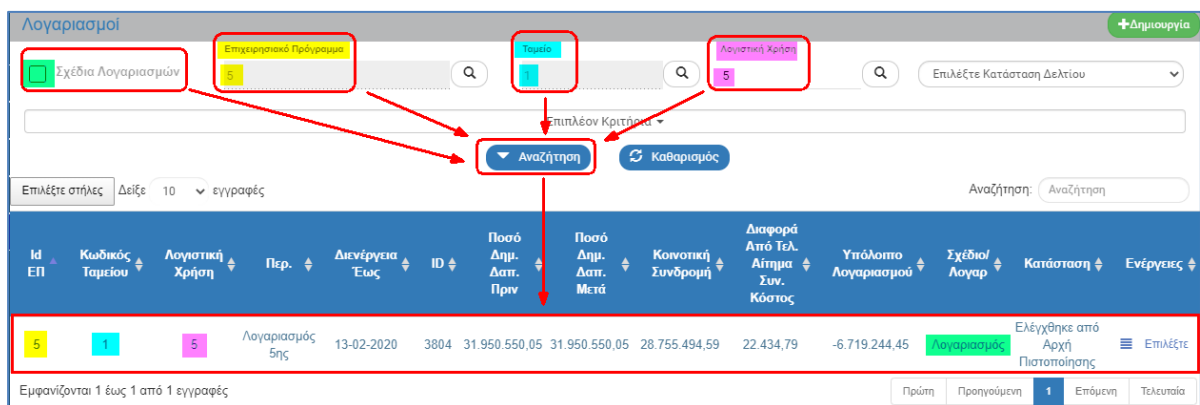 Λογαριασμοί
+Δημιουργία
Σχέδια Λογαριασμών
Επιχειρησιακό Πρόγραμμα
5
Ταμείο
1
Λογιστική Χρήση
5
Επιλέξτε Κατάσταση Δελτίου
Επιπλέον Κριτήρια
Αναζήτηση
Καθαρισμός
Επιλέξτε στήλες Δείξε 10 εγγραφές
Αναζήτηση: Αναζήτηση
Id ΕΠ
Κωδικός Ταμείου
Λογιστική Χρήση
Περ.
Διενέργεια Έως
ID
Ποσό Δημ. Δαπ. Πριν
Ποσό Δημ. Δαπ. Μετά
Κοινοτική Συνδρομή
Διαφορά Από Τελ. Αίτημα Συν. Κόστος
Υπόλοιπο Λογαριασμού
Σχέδιο/ Λογαρ
Κατάσταση
Ενέργειες
5
1
5
Λογαριασμός 5ης
13-02-2020
3804
31.950.550,05
31.950.550,05
28.755.494,59
22.434,79
-6.719.244,45
Λογαριασμός
Ελέγχθηκε από Αρχή Πιστοποίησης
Επιλέξτε
Εμφανίζονται 1 έως 1 από 1 εγγραφές
Πρώτη Προηγούμενη 1 Επόμενη Τελευταία